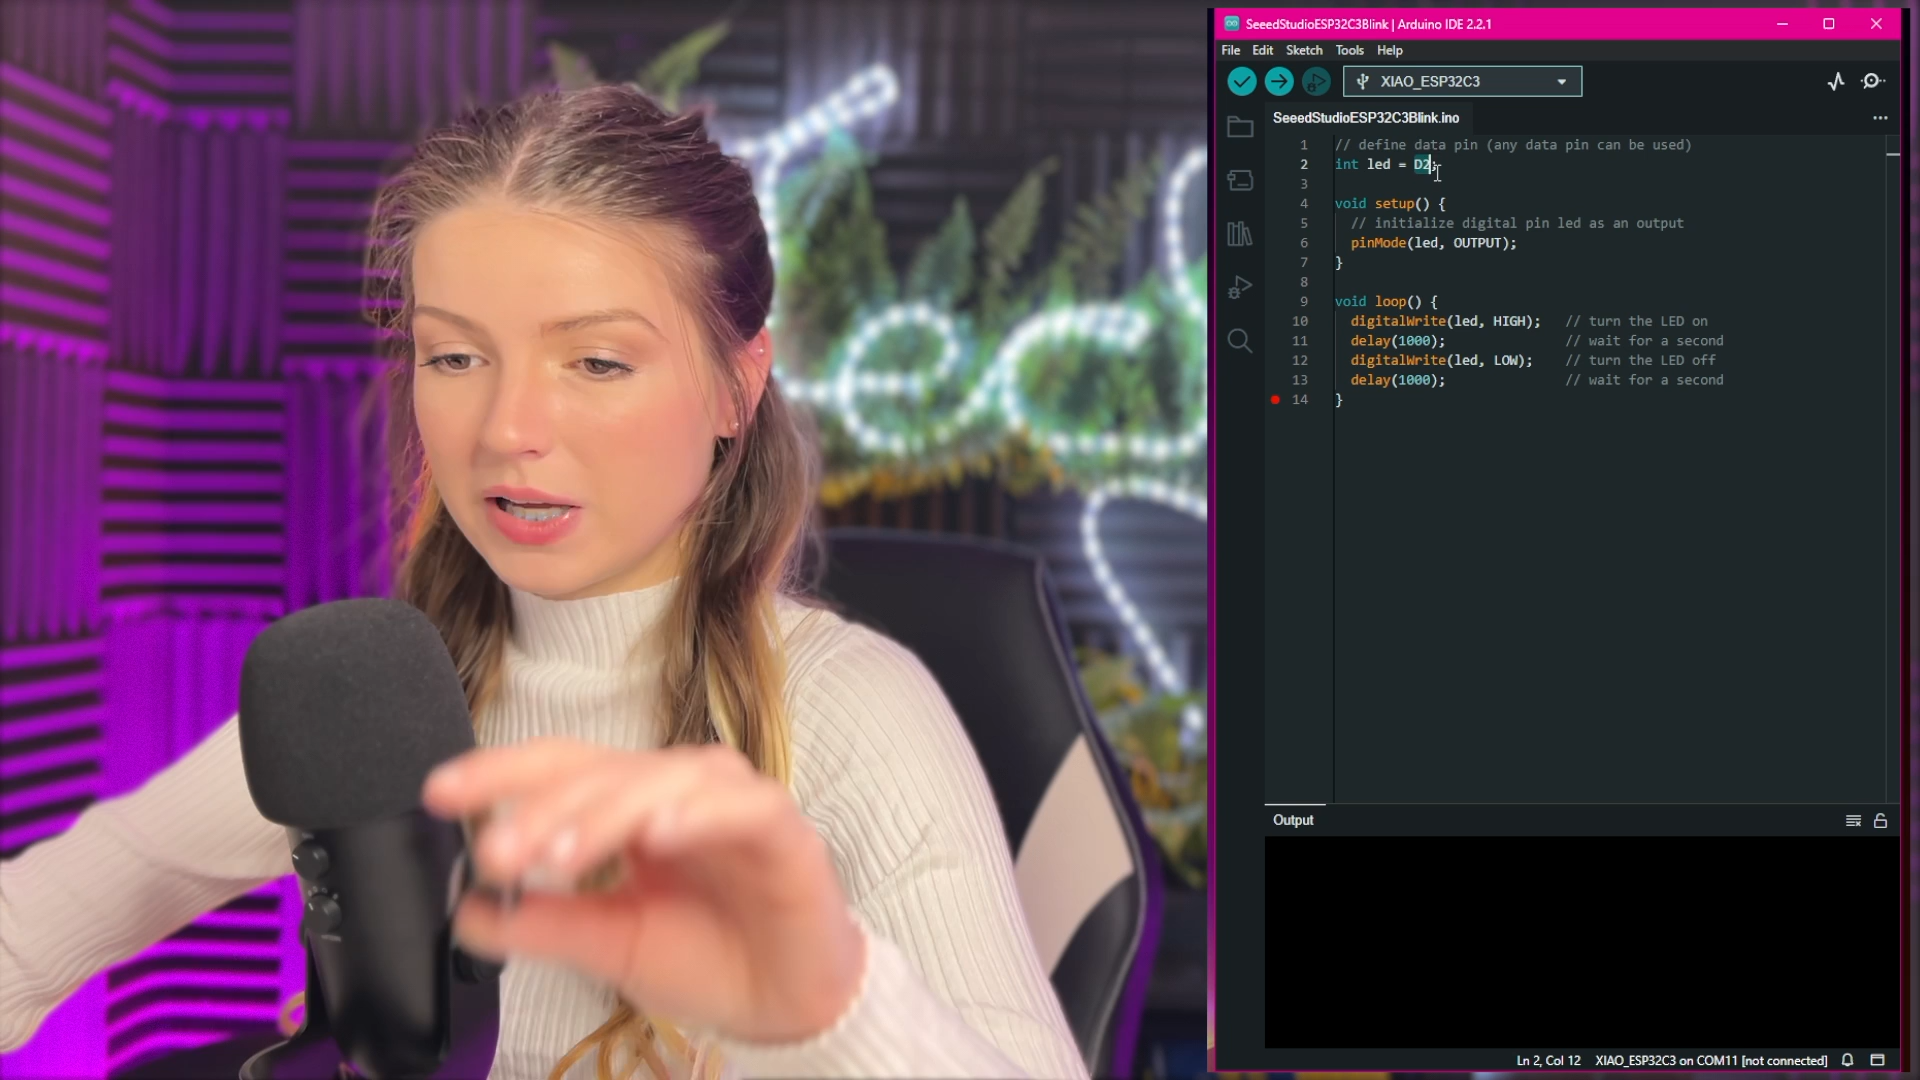 SeeedStudioESP32C3Blink | Arduino IDE 2.2.1
File Edit Sketch Tools Help
XIAO_ESP32C3
SeeedStudioESP32C3Blink.ino
1 // define data pin (any data pin can be used)
2 int led = D2;
3
4 void setup() {
5 // initialize digital pin led as an output
6 pinMode(led, OUTPUT);
7 }
8
9 void loop() {
10 digitalWrite(led, HIGH); // turn the LED on
11 delay(1000); // wait for a second
12 digitalWrite(led, LOW); // turn the LED off
13 delay(1000); // wait for a second
14 }
Output
Ln 2, Col 12 XIAO_ESP32C3 on COM11 [not connected]